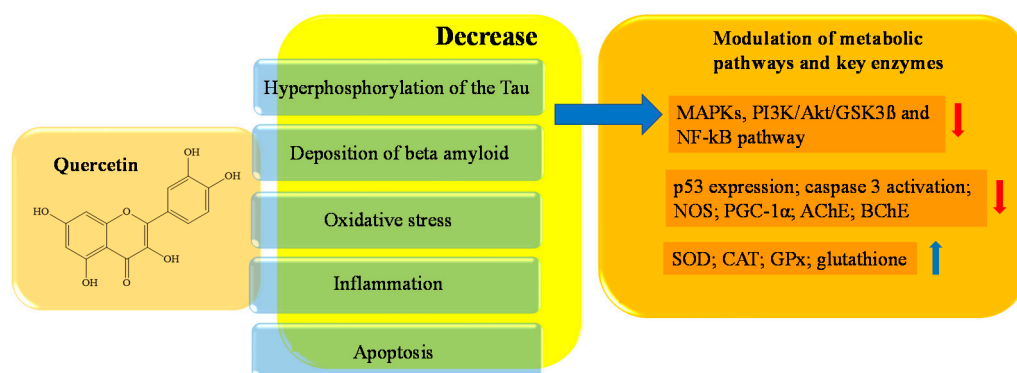 Quercetin
OH
OH
HO
O
OH
OH
O
Decrease
Hyperphosphorylation of the Tau
Deposition of beta amyloid
Oxidative stress
Inflammation
Apoptosis
Modulation of metabolic
pathways and key enzymes
MAPKs, PI3K/Akt/GSK3ß and
NF-kB pathway
p53 expression; caspase 3 activation;
NOS; PGC-1α; AChE; BChE
SOD; CAT; GPx; glutathione